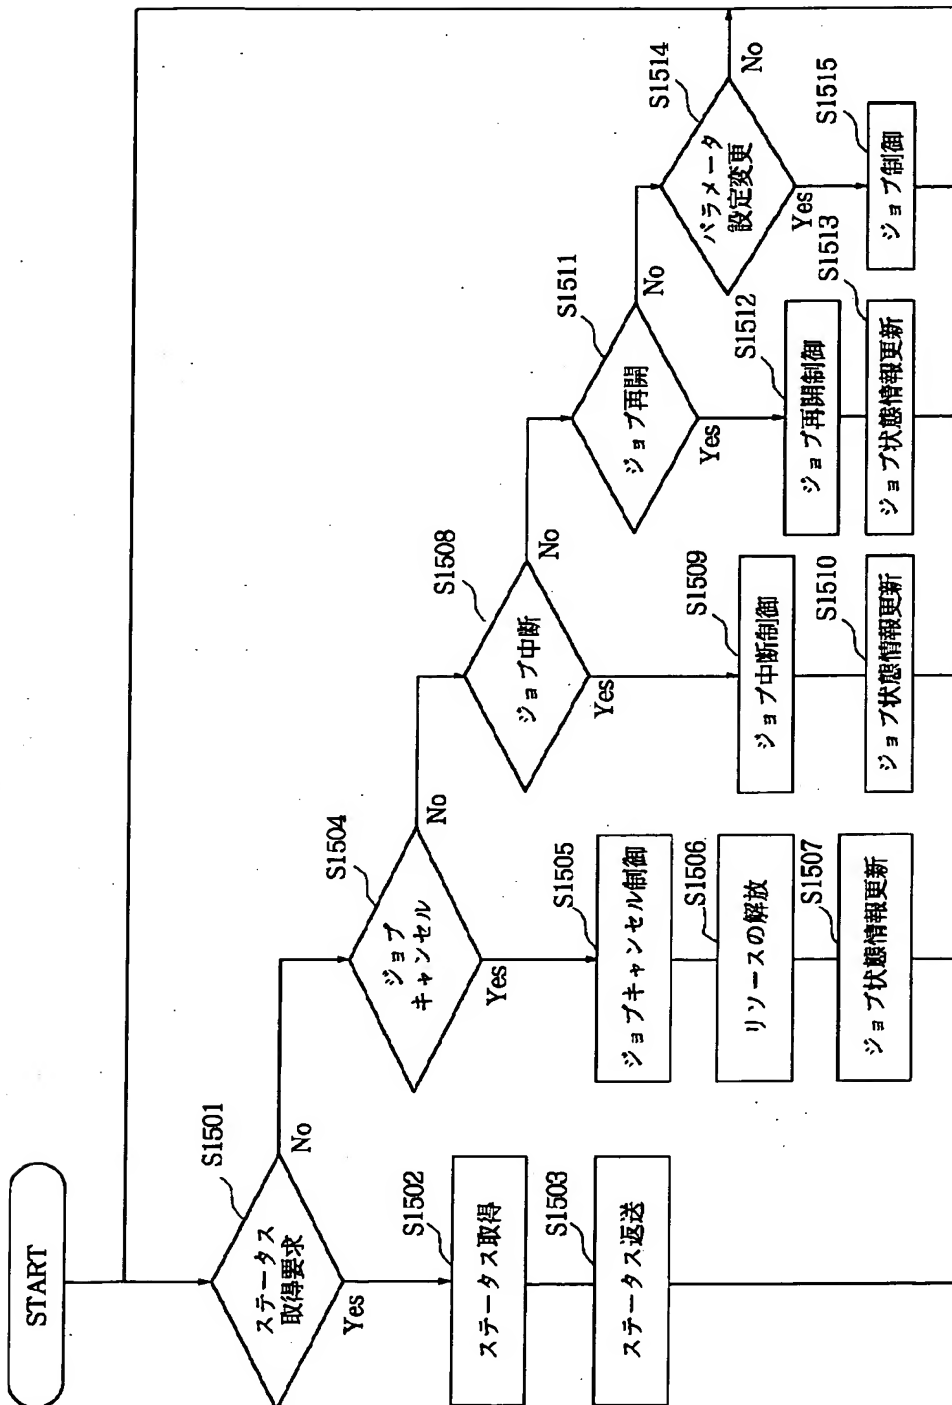 START
S1501
ステータス
取得要求
No
Yes
S1502
ステータス取得
S1503
ステータス返送
S1504
ジョブ
キャンセル
No
Yes
S1505
ジョブキャンセル制御
S1506
リソースの解放
S1507
ジョブ状態情報更新
S1508
ジョブ中断
No
Yes
S1509
ジョブ中断制御
S1510
ジョブ状態情報更新
S1511
ジョブ再開
No
Yes
S1512
ジョブ再開制御
S1513
ジョブ状態情報更新
S1514
パラメータ
設定変更
No
Yes
S1515
ジョブ制御